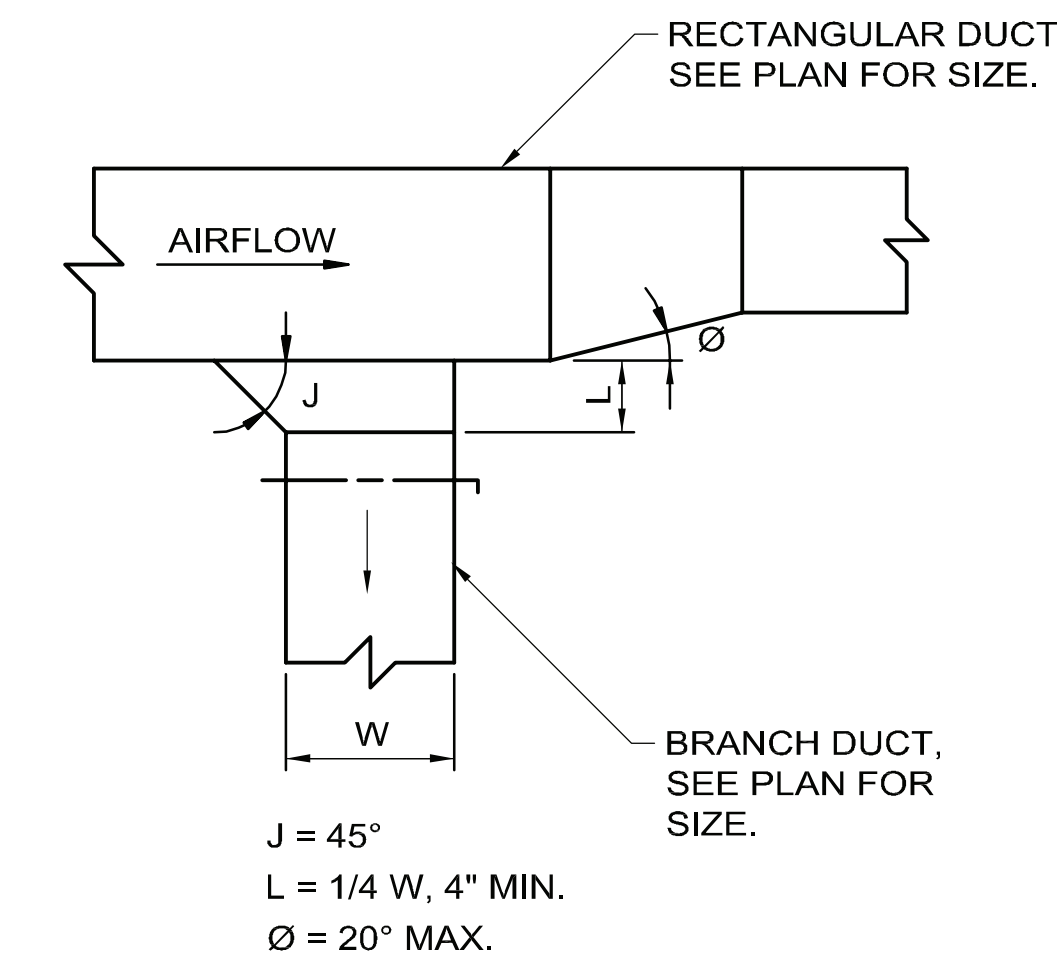 RECTANGULAR DUCT
SEE PLAN FOR SIZE.
AIRFLOW
Ø
J
L
W
BRANCH DUCT,
SEE PLAN FOR
SIZE.
J = 45°
L = 1/4 W, 4" MIN.
Ø = 20° MAX.